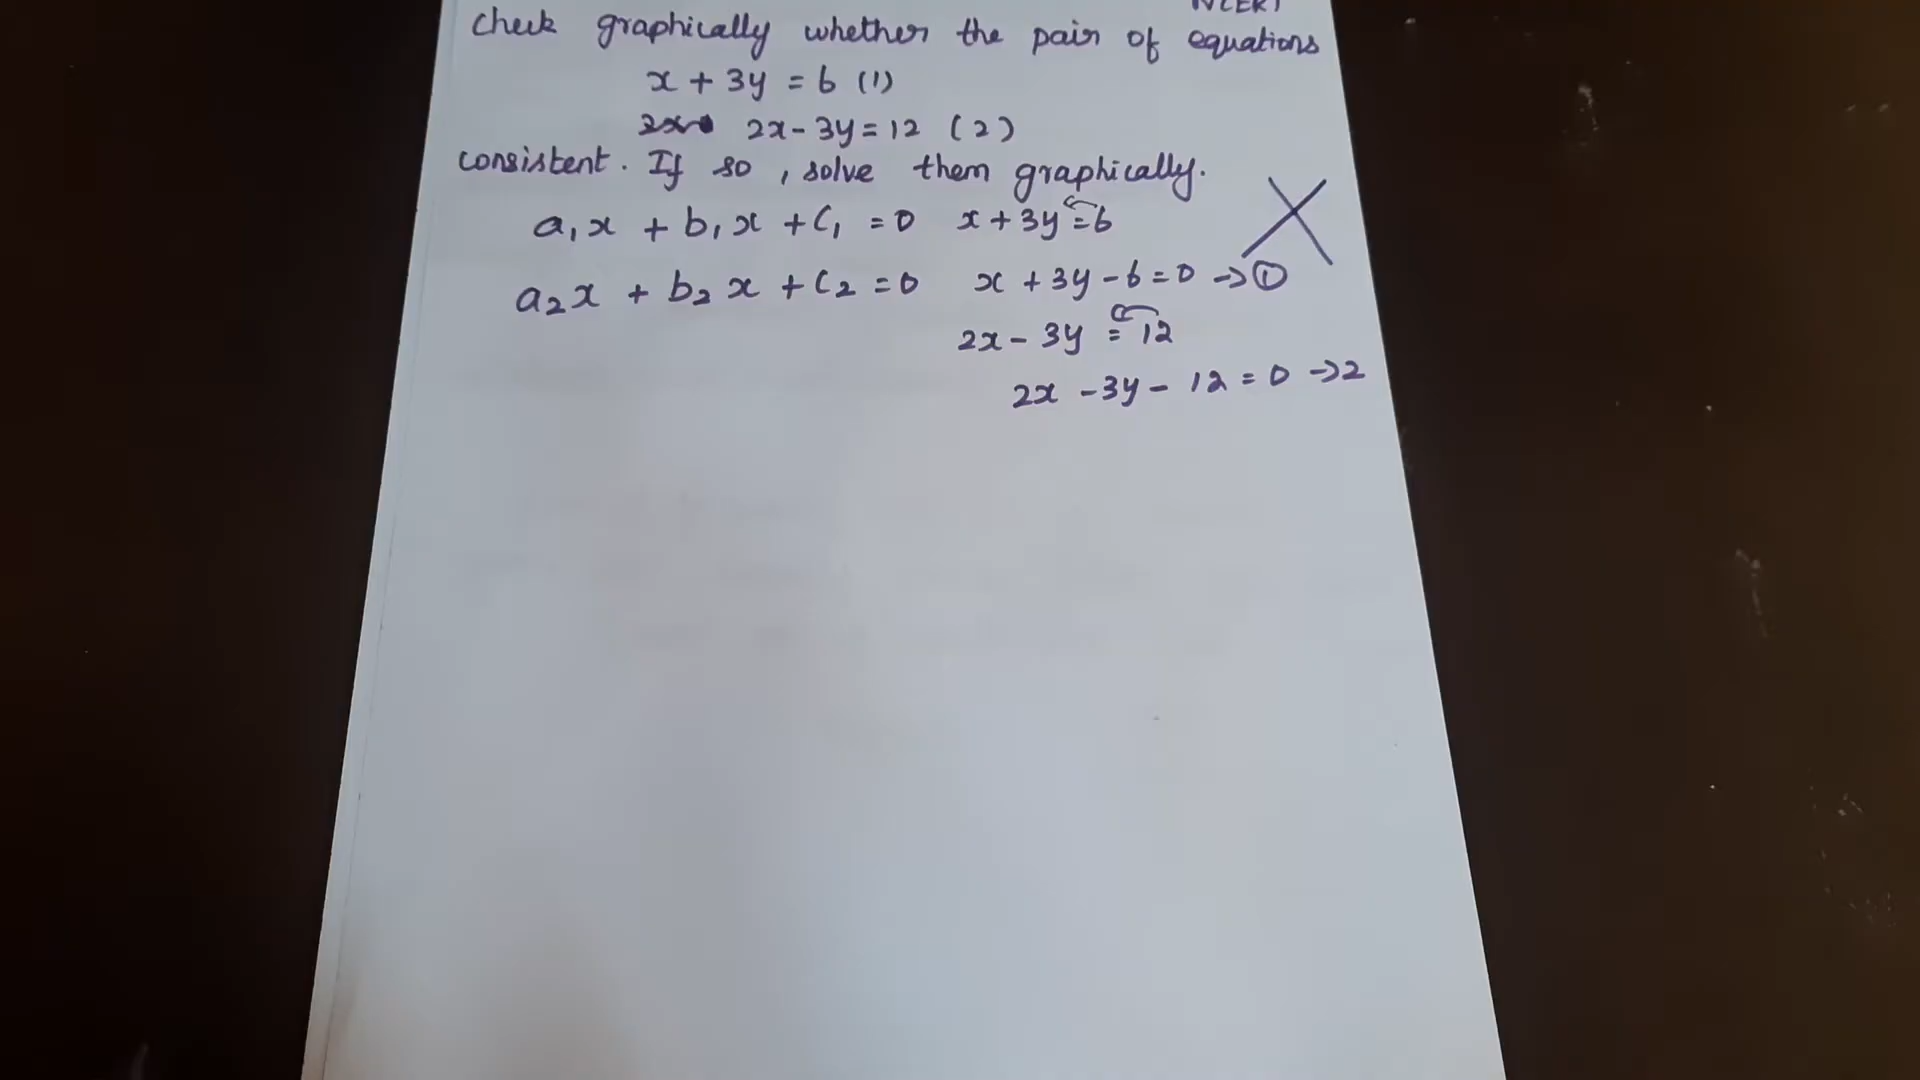 NCERT
check graphically whether the pair of equations
x + 3y = 6 (1)
2x - 3y = 12 (2)
consistent. If so, solve them graphically.
a₁x + b₁x + c₁ = 0 x + 3y = 6
a₂x + b₂x + c₂ = 0 x + 3y - 6 = 0 → ①
2x - 3y = 12
2x - 3y - 12 = 0 → 2